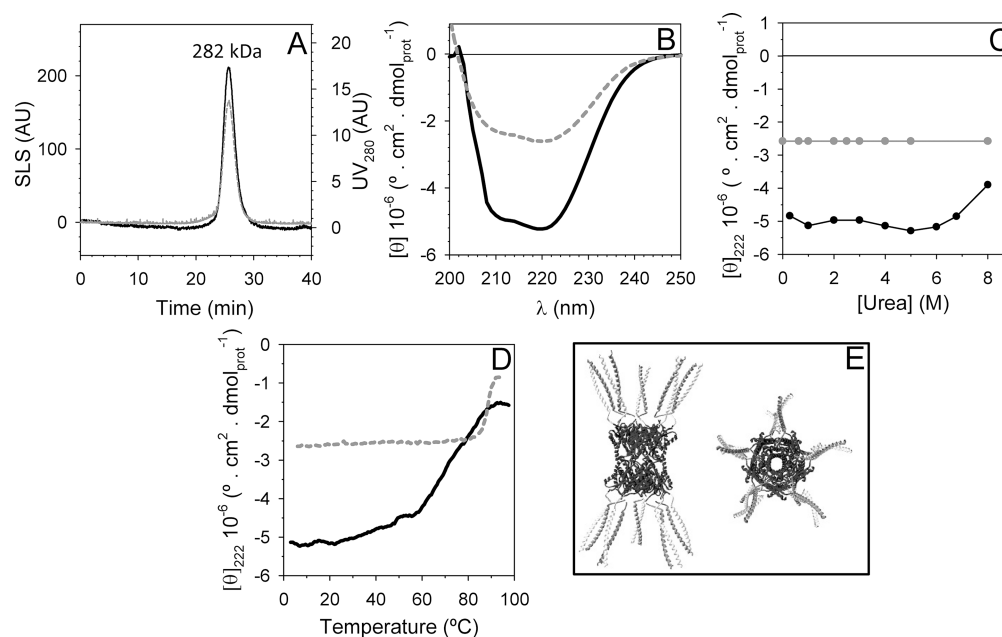 A
282 kDa
SLS (AU)
200
100
0
UV280 (AU)
20
15
10
5
0
0 10 20 30 40
Time (min)
B
[θ] 10-6 (º . cm2 . dmolprot-1)
0
-2
-4
-6
200 210 220 230 240 250
λ (nm)
C
[θ]222 10-6 (º . cm2 . dmolprot-1)
1
0
-1
-2
-3
-4
-5
-6
0 2 4 6 8
[Urea] (M)
D
[θ]222 10-6 (º . cm2 . dmolprot-1)
0
-1
-2
-3
-4
-5
-6
0 20 40 60 80 100
Temperature (ºC)
E